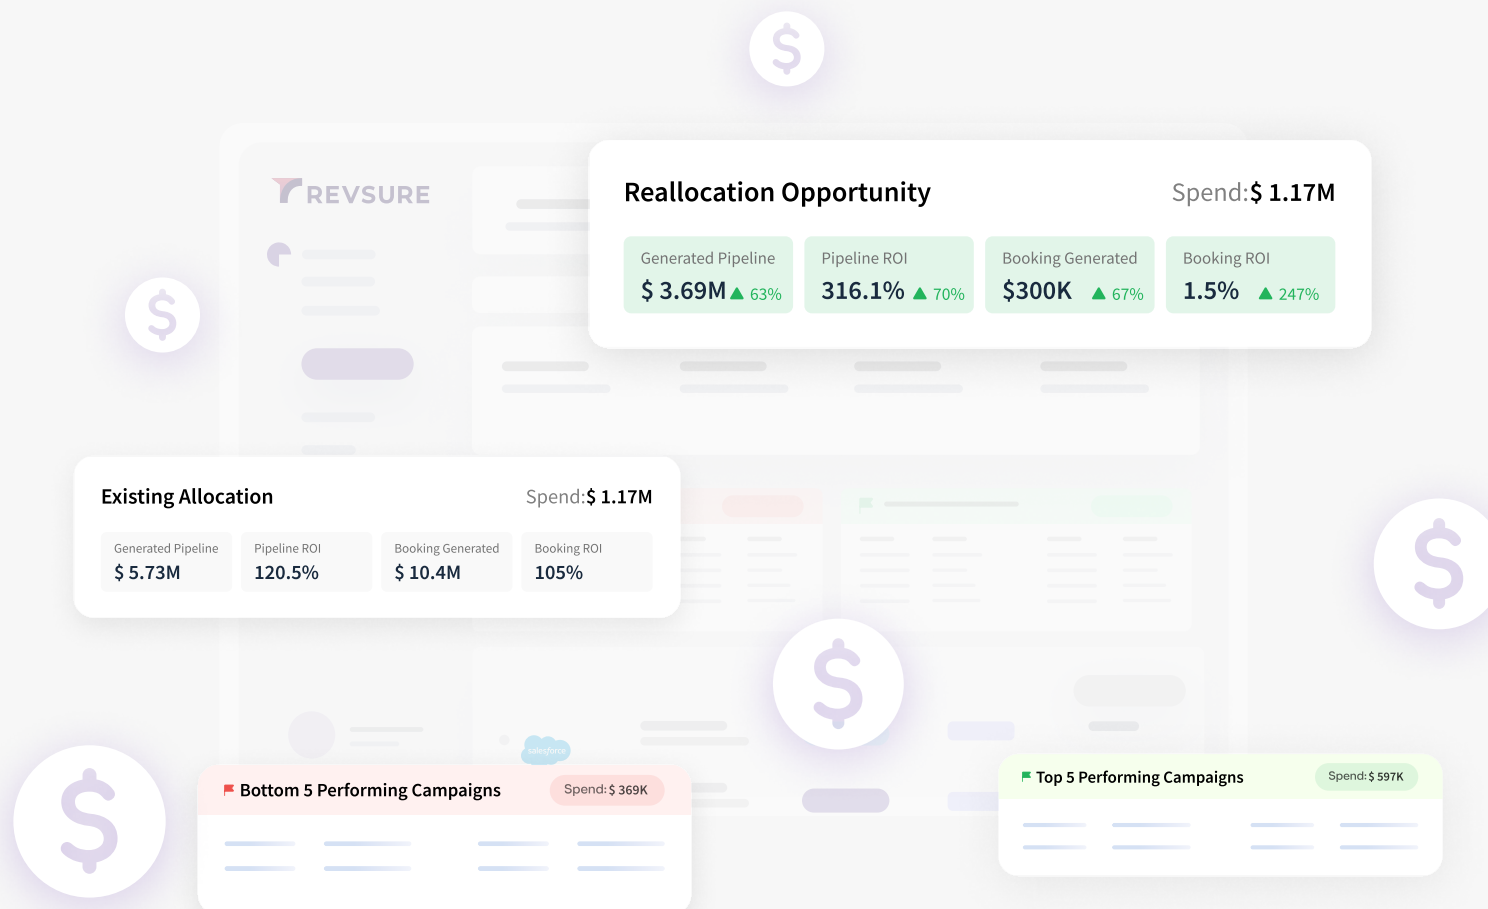 $
REVSURE
Reallocation Opportunity Spend:$ 1.17M
Generated Pipeline Pipeline ROI Booking Generated Booking ROI
$ 3.69M ▲ 63% 316.1% ▲ 70% $300K ▲ 67% 1.5% ▲ 247%
$
Existing Allocation Spend:$ 1.17M
Generated Pipeline Pipeline ROI Booking Generated Booking ROI
$ 5.73M 120.5% $ 10.4M 105%
$
$
salesforce
$
Bottom 5 Performing Campaigns Spend: $ 369K
Top 5 Performing Campaigns Spend: $ 597K